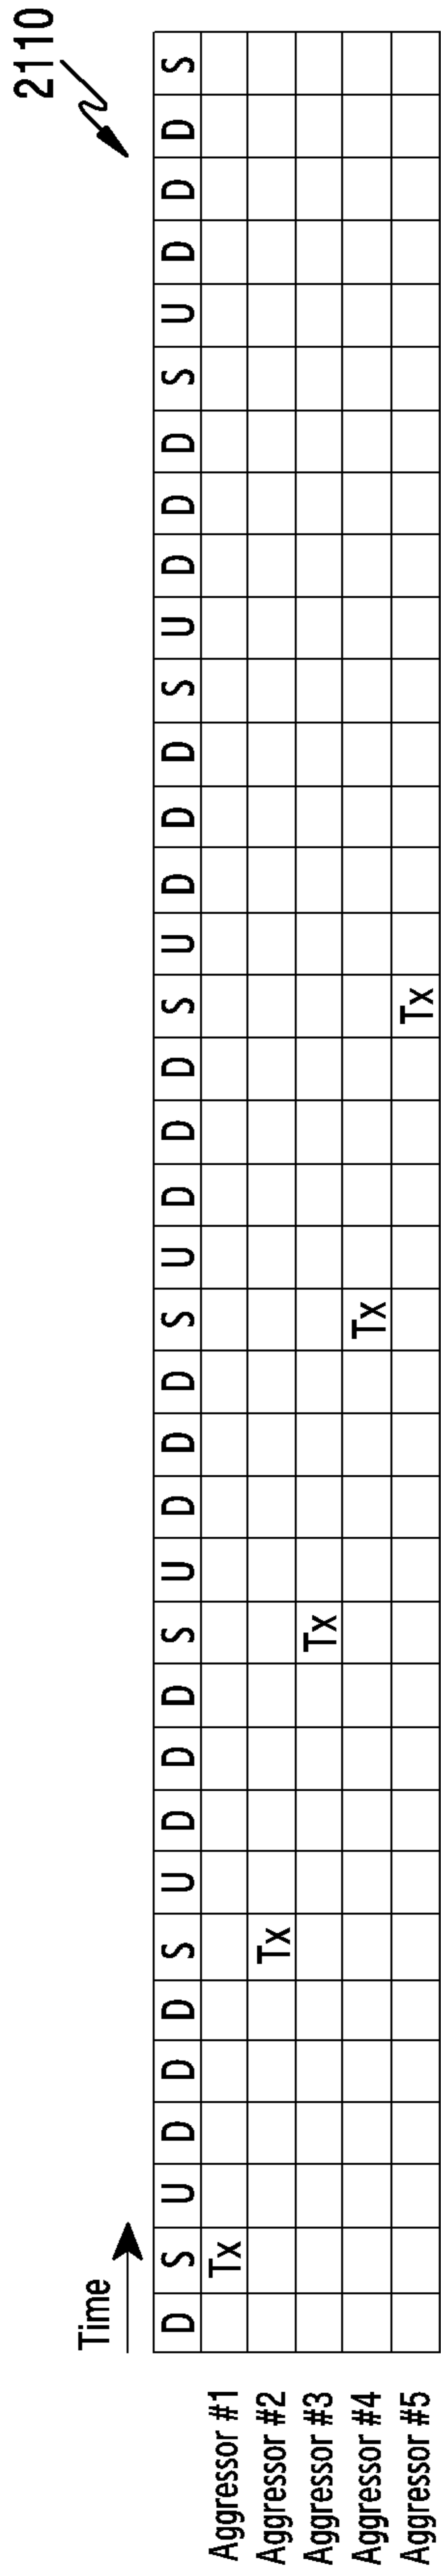 2110
Time
D S U D D D S U D D D S U D D D S U D D D S U D D D S U D D D S U D D D S
Aggressor #1 Tx
Aggressor #2 Tx
Aggressor #3 Tx
Aggressor #4 Tx
Aggressor #5 Tx